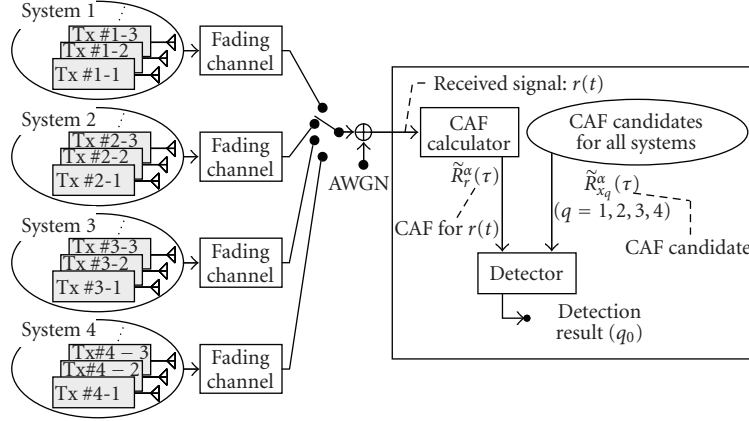 System 1
Tx #1-3
Tx #1-2
Tx #1-1
Fading
channel
System 2
Tx #2-3
Tx #2-2
Tx #2-1
Fading
channel
System 3
Tx #3-3
Tx #3-2
Tx #3-1
Fading
channel
System 4
Tx#4 − 3
Tx#4 − 2
Tx #4-1
Fading
channel
AWGN
Received signal: r(t)
CAF
calculator
CAF candidates
for all systems
R̃_r^α(τ)
R̃_{x_q}^α(τ)
(q = 1, 2, 3, 4)
CAF for r(t)
CAF candidate
Detector
Detection
result (q₀)